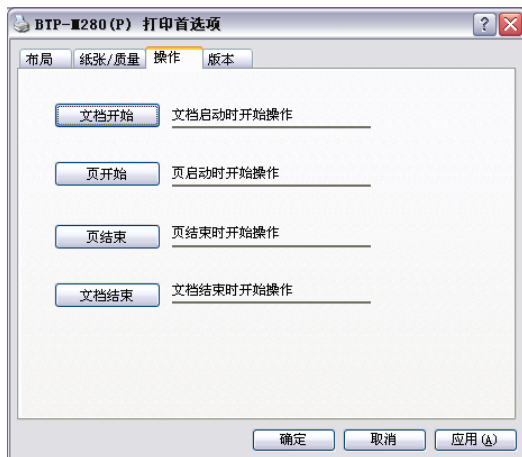 BTP-M280(P) 打印首选项
布局 纸张/质量 操作 版本
文档开始 文档启动时开始操作
页开始 页启动时开始操作
页结束 页结束时开始操作
文档结束 文档结束时开始操作
确定 取消 应用(A)